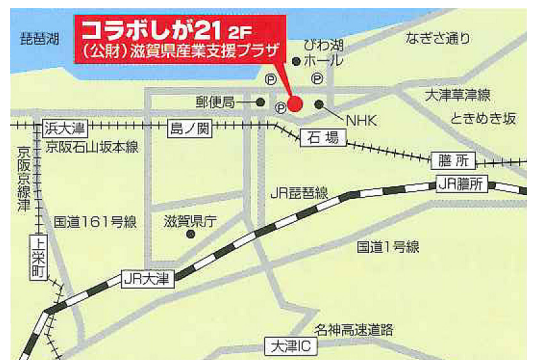 コラボしが21 2F
(公財)滋賀県産業支援プラザ
琵琶湖
びわ湖
ホール
なぎさ通り
P
P
郵便局
P
NHK
大津草津線
ときめき坂
浜大津
島ノ関
石場
膳所
京阪石山坂本線
京阪京線津
JR琵琶線
JR膳所
国道161号線
滋賀県庁
国道1号線
上栄町
JR大津
名神高速道路
大津IC